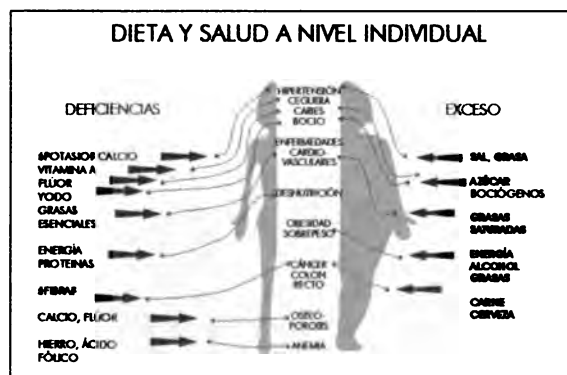 DIETA Y SALUD A NIVEL INDIVIDUAL
DEFICIENCIAS
EXCESO
HIPERTENSIÓN
CEGUERA
CARIES
BOCIO
ENFERMEDADES
CARDIO-
VASCULARES
DESNUTRICIÓN
OBESIDAD
SOBREPESO
CÁNCER
COLON
RECTO
OSTEO-
POROSIS
ANEMIA
¿POTASIO? CALCIO
VITAMINA A
FLÚOR
YODO
GRASAS
ESENCIALES
ENERGÍA
PROTEINAS
¿FIBRA?
CALCIO, FLÚOR
HIERRO, ÁCIDO
FÓLICO
SAL, GRASA
AZÚCAR
BOCIÓGENOS
GRASAS
SATURADAS
ENERGÍA
ALCOHOL
GRASAS
CARNE
CERVEZA